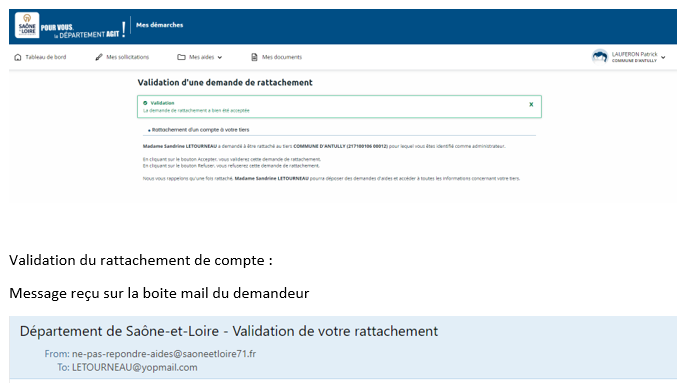 SAÔNE
& LOIRE
POUR VOUS,
LE DÉPARTEMENT AGIT !
Mes démarches
Tableau de bord
Mes sollicitations
Mes aides
Mes documents
LAUPERON Patrick
COMMUNE D'ANTULLY
Validation d'une demande de rattachement
Validation
X
La demande de rattachement a bien été acceptée
Rattachement d'un compte à votre tiers
Madame Sandrine LETOURNEAU a demandé à être rattaché au tiers COMMUNE D'ANTULLY (217100106 00012) pour lequel vous êtes identifié comme administrateur.
En cliquant sur le bouton Accepter, vous validerez cette demande de rattachement.
En cliquant sur le bouton Refuser, vous refuserez cette demande de rattachement.
Nous vous rappelons qu'une fois rattaché, Madame Sandrine LETOURNEAU pourra déposer des demandes d'aides et accéder à toutes les informations concernant votre tiers.
Validation du rattachement de compte :
Message reçu sur la boite mail du demandeur
Département de Saône-et-Loire - Validation de votre rattachement
From: ne-pas-repondre-aides@saoneetloire71.fr
To: LETOURNEAU@yopmail.com